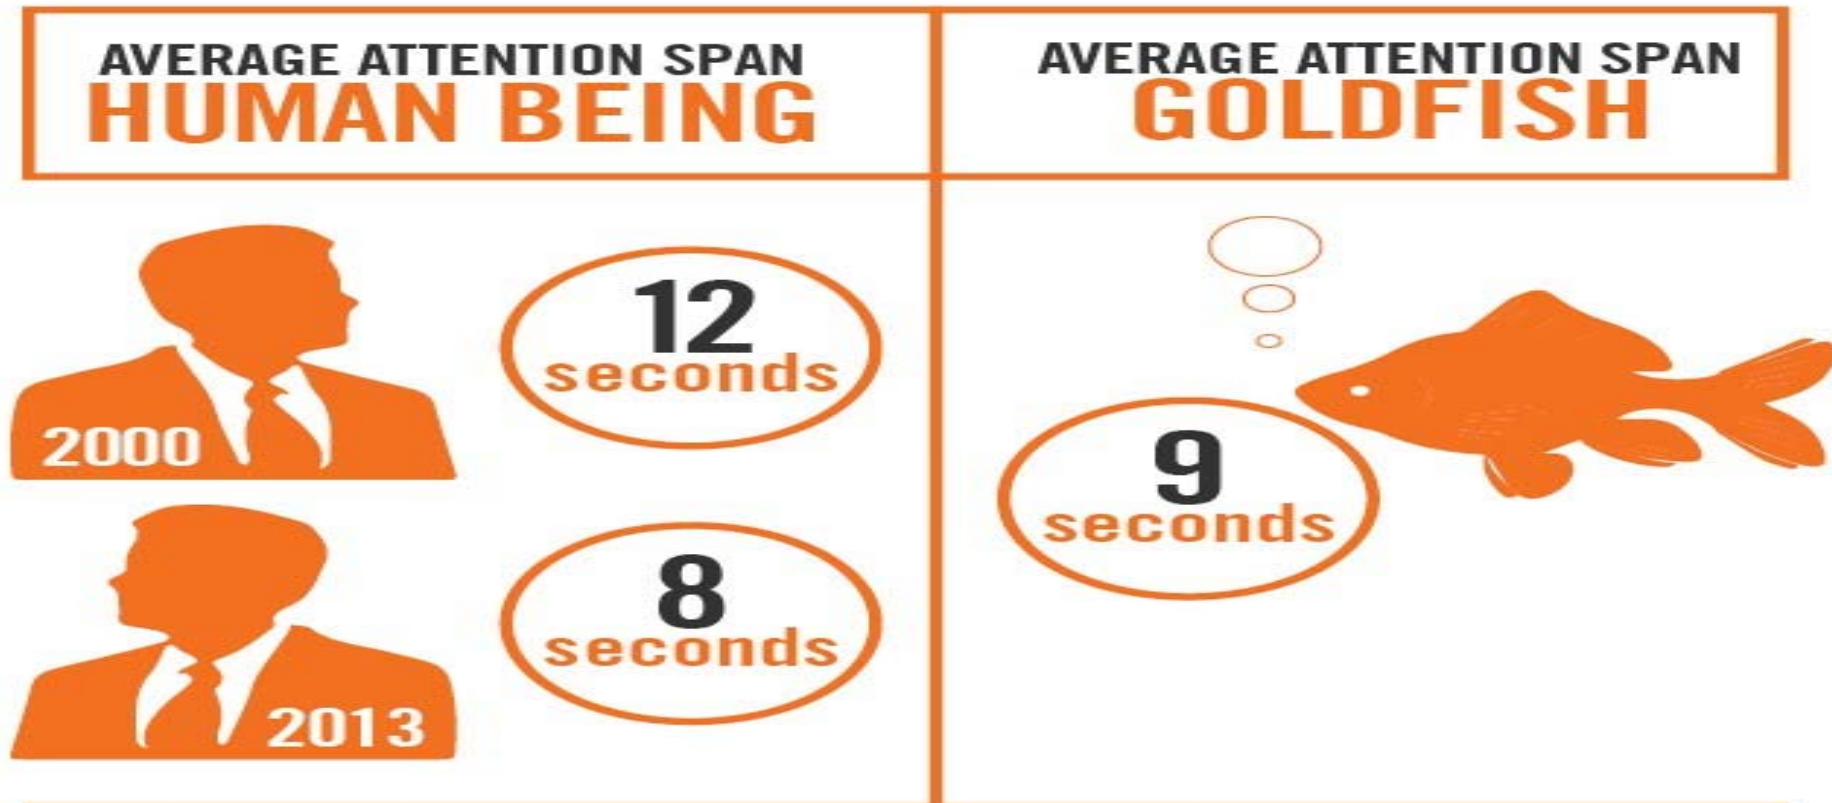 AVERAGE ATTENTION SPAN
HUMAN BEING
2000
12
seconds
2013
8
seconds
AVERAGE ATTENTION SPAN
GOLDFISH
9
seconds